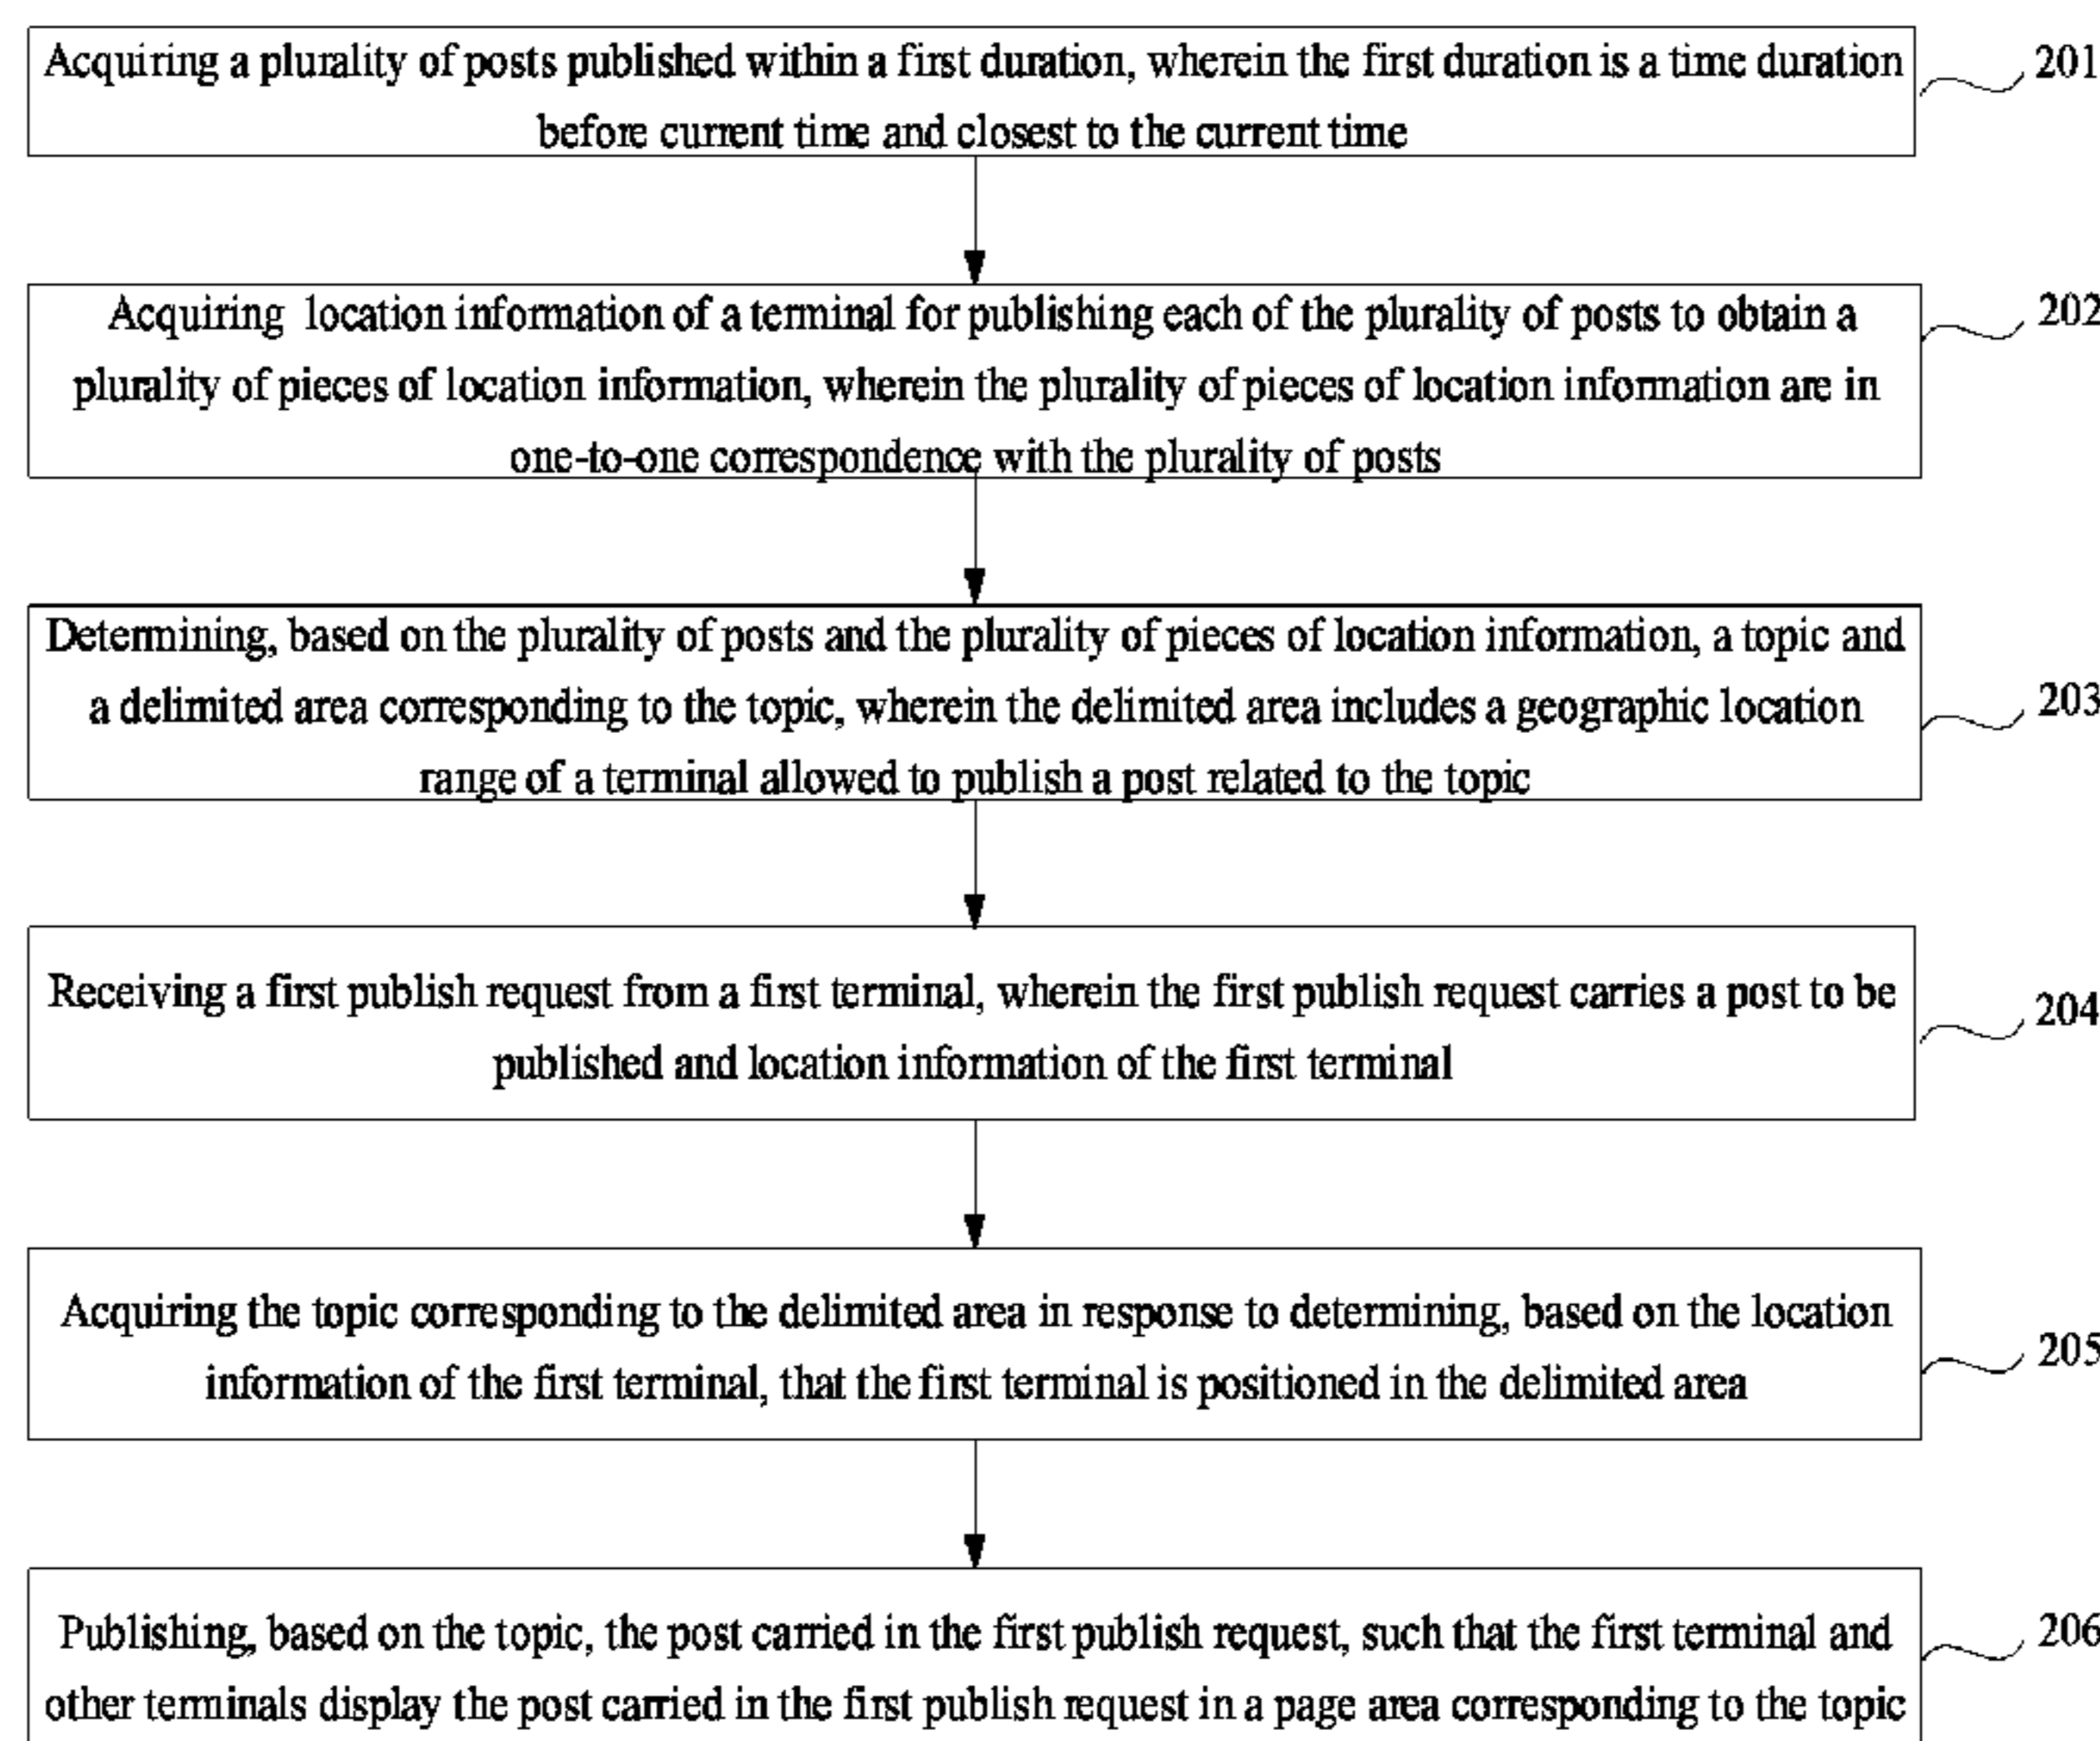 Acquiring a plurality of posts published within a first duration, wherein the first duration is a time duration
before current time and closest to the current time
201
Acquiring location information of a terminal for publishing each of the plurality of posts to obtain a
plurality of pieces of location information, wherein the plurality of pieces of location information are in
one-to-one correspondence with the plurality of posts
202
Determining, based on the plurality of posts and the plurality of pieces of location information, a topic and
a delimited area corresponding to the topic, wherein the delimited area includes a geographic location
range of a terminal allowed to publish a post related to the topic
203
Receiving a first publish request from a first terminal, wherein the first publish request carries a post to be
published and location information of the first terminal
204
Acquiring the topic corresponding to the delimited area in response to determining, based on the location
information of the first terminal, that the first terminal is positioned in the delimited area
205
Publishing, based on the topic, the post carried in the first publish request, such that the first terminal and
other terminals display the post carried in the first publish request in a page area corresponding to the topic
206